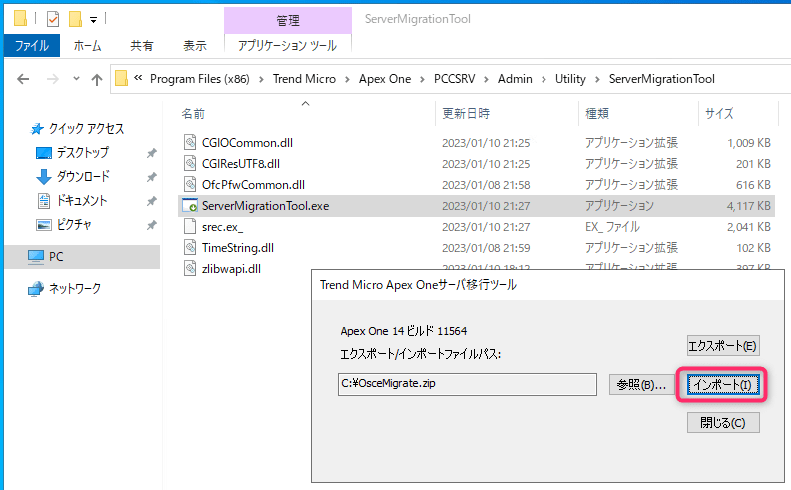 管理 ServerMigrationTool
ファイル ホーム 共有 表示 アプリケーション ツール
« Program Files (x86) › Trend Micro › Apex One › PCCSRV › Admin › Utility › ServerMigrationTool
名前 更新日時 種類 サイズ
クイック アクセス
デスクトップ
ダウンロード
ドキュメント
ピクチャ
PC
ネットワーク
CGIOCommon.dll 2023/01/10 21:25 アプリケーション拡張 1,009 KB
CGIResUTF8.dll 2023/01/10 21:25 アプリケーション拡張 201 KB
OfcPfwCommon.dll 2023/01/08 21:58 アプリケーション拡張 616 KB
ServerMigrationTool.exe 2023/01/10 21:27 アプリケーション 4,117 KB
srec.ex_ 2023/01/10 21:27 EX_ ファイル 2,041 KB
TimeString.dll 2023/01/08 21:59 アプリケーション拡張 102 KB
zlibwapi.dll
Trend Micro Apex Oneサーバ移行ツール
Apex One 14 ビルド 11564
エクスポート/インポートファイルパス:
エクスポート(E)
C:¥OsceMigrate.zip 参照(B)... インポート(I)
閉じる(C)